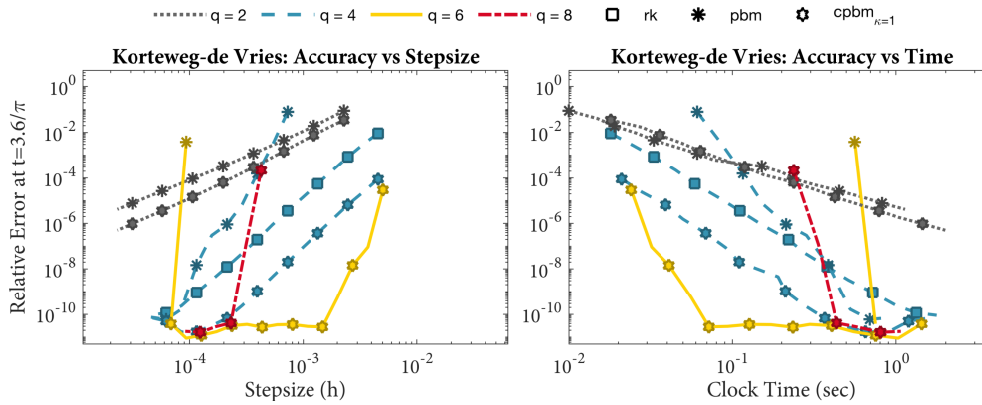 q = 2 q = 4 q = 6 q = 8 rk pbm cpbm_{κ=1}
Korteweg-de Vries: Accuracy vs Stepsize
Relative Error at t=3.6/π
10^0
10^-2
10^-4
10^-6
10^-8
10^-10
10^-4 10^-3 10^-2
Stepsize (h)
Korteweg-de Vries: Accuracy vs Time
10^0
10^-2
10^-4
10^-6
10^-8
10^-10
10^-2 10^-1 10^0
Clock Time (sec)